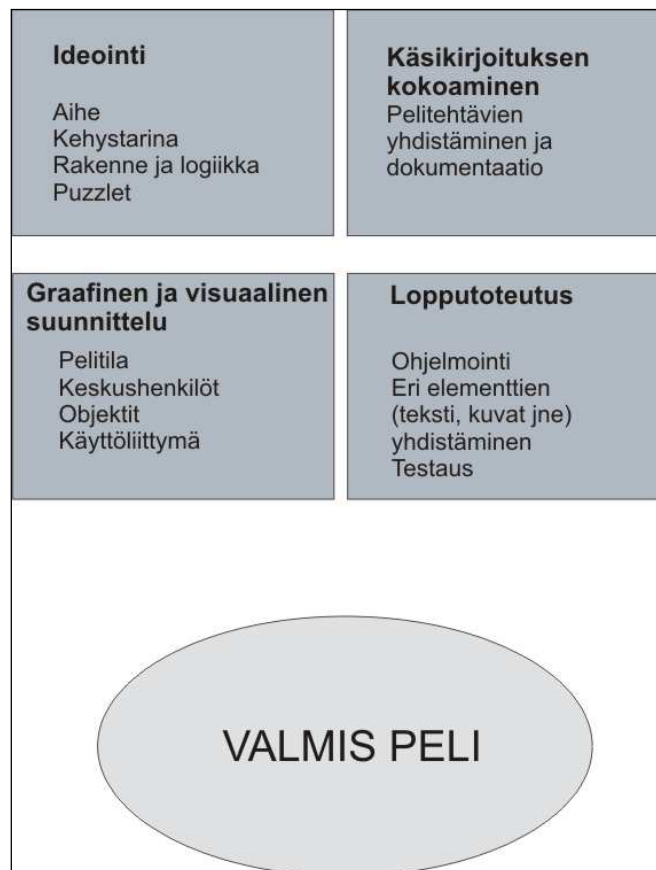 Ideointi
Aihe
Kehystarina
Rakenne ja logiikka
Puzzlet
Käsikirjoituksen
kokoaminen
Pelitehtävien
yhdistäminen ja
dokumentaatio
Graafinen ja visuaalinen
suunnittelu
Pelitila
Keskushenkilöt
Objektit
Käyttöliittymä
Lopputoteutus
Ohjelmointi
Eri elementtien
(teksti, kuvat jne)
yhdistäminen
Testaus
VALMIS PELI